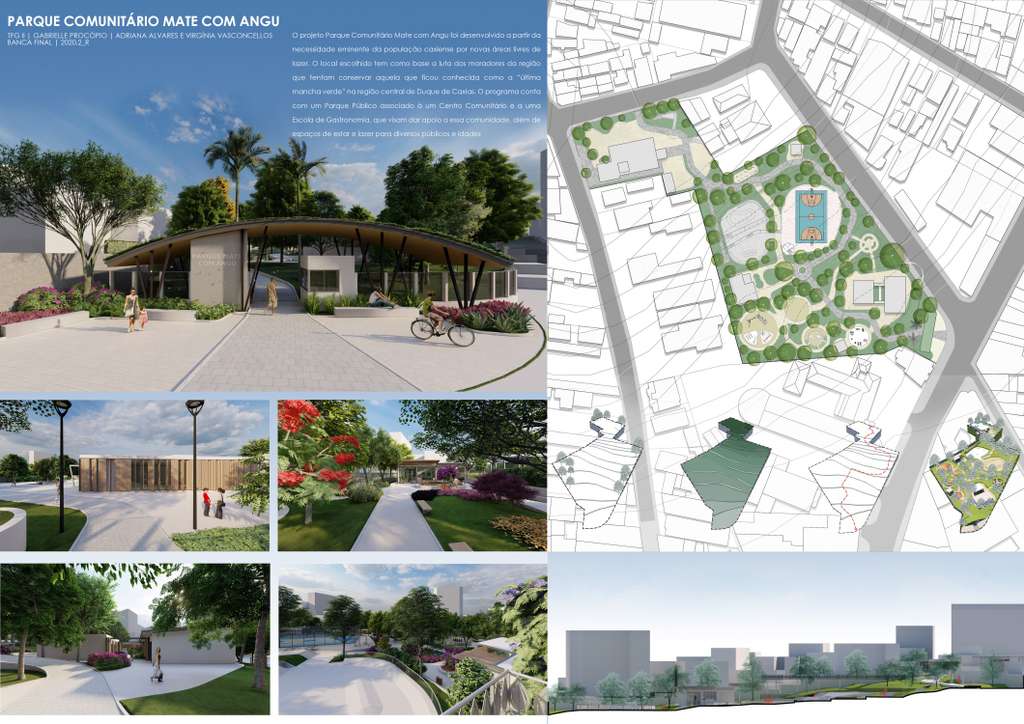 PARQUE COMUNITÁRIO MATE COM ANGU
TFG II | GABRIELLE PROCÓPIO | ADRIANA ALVARES E VIRGÍNIA VASCONCELLOS
BANCA FINAL | 2020.2_R
O projeto Parque Comunitário Mate com Angu foi desenvolvido a partir da
necessidade eminente da população caxiense por novas áreas livres de
lazer. O local escolhido tem como base a luta dos moradores da região
que tentam conservar aquela que ficou conhecida como a "última
mancha verde" na região central de Duque de Caxias. O programa conta
com um Parque Público associado à um Centro Comunitário e a uma
Escola de Gastronomia, que visam dar apoio a essa comunidade, além de
espaços de estar e lazer para diversos públicos e idades
PARQUE MATE
COM ANGU